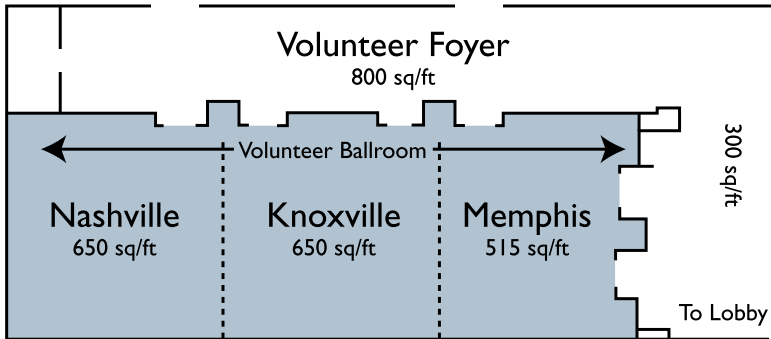 Volunteer Foyer
800 sq/ft
Volunteer Ballroom
300 sq/ft
Nashville
650 sq/ft
Knoxville
650 sq/ft
Memphis
515 sq/ft
To Lobby